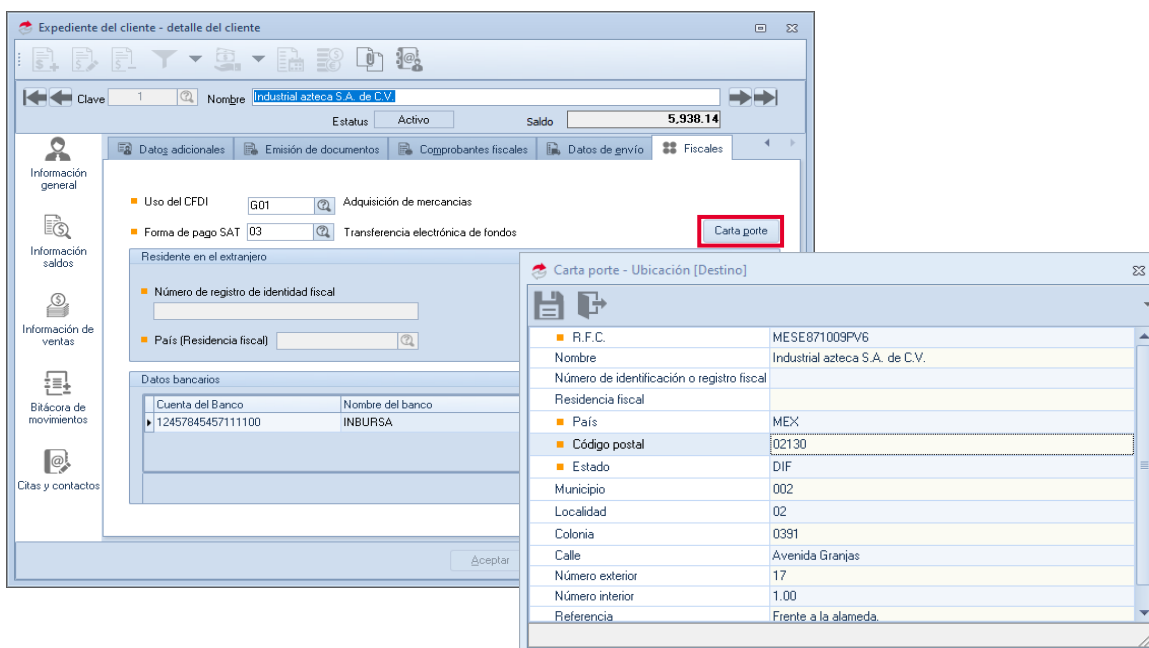 Expediente del cliente - detalle del cliente
Clave 1 Nombre Industrial azteca S.A. de C.V.
Estatus Activo Saldo 5,938.14
Información general
Información saldos
Información de ventas
Bitácora de movimientos
Citas y contactos
Datos adicionales Emisión de documentos Comprobantes fiscales Datos de envío Fiscales
Uso del CFDI G01 Adquisición de mercancias
Forma de pago SAT 03 Transferencia electrónica de fondos Carta porte
Residente en el extranjero
Número de registro de identidad fiscal
País (Residencia fiscal)
Datos bancarios
Cuenta del Banco Nombre del banco
12457845457111100 INBURSA
Aceptar
Carta porte - Ubicación [Destino]
R.F.C. MESE871009PV6
Nombre Industrial azteca S.A. de C.V.
Número de identificación o registro fiscal
Residencia fiscal
País MEX
Código postal 02130
Estado DIF
Municipio 002
Localidad 02
Colonia 0391
Calle Avenida Granjas
Número exterior 17
Número interior 1.00
Referencia Frente a la alameda.